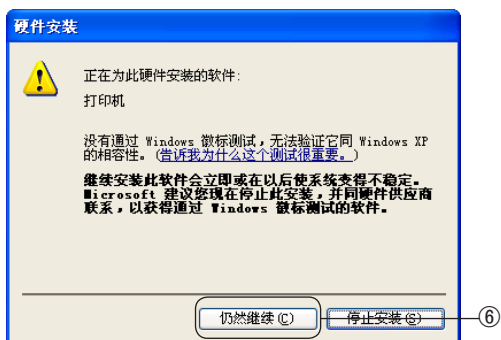 硬件安装
正在为此硬件安装的软件:
打印机
没有通过 Windows 徽标测试，无法验证它同 Windows XP
的相容性。(告诉我为什么这个测试很重要。)
继续安装此软件会立即或在以后使系统变得不稳定。
Microsoft 建议您现在停止此安装，并同硬件供应商
联系，以获得通过 Windows 徽标测试的软件。
仍然继续(C) 停止安装(S) ⑥